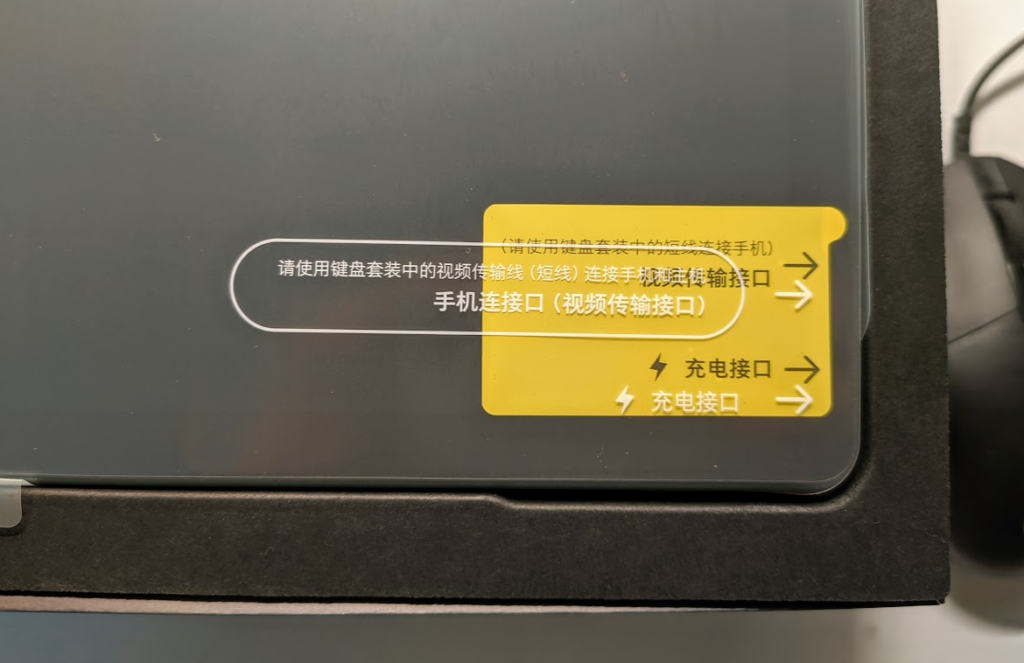 （请使用键盘套装中的短线连接手机）
请使用键盘套装中的视频传输线（短线）连接手机和主机
视频传输接口
手机连接口（视频传输接口）
充电接口
充电接口